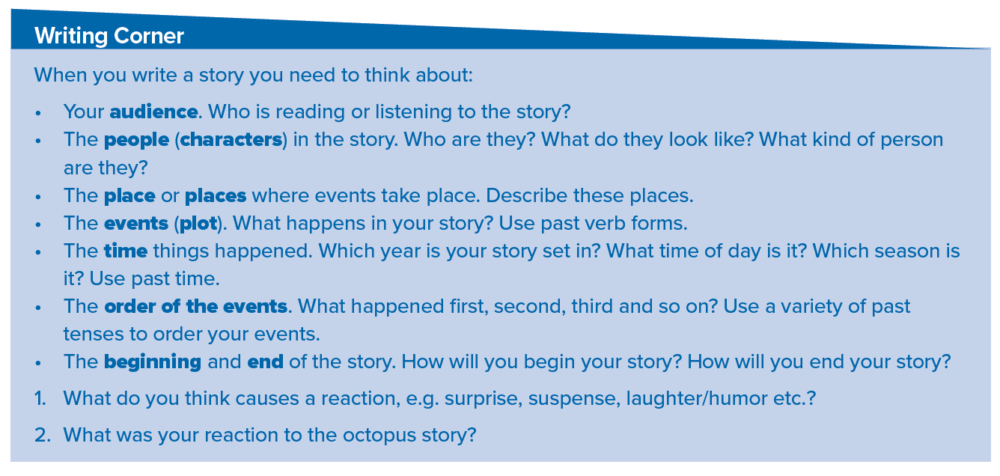 Writing Corner
When you write a story you need to think about:
• Your audience. Who is reading or listening to the story?
• The people (characters) in the story. Who are they? What do they look like? What kind of person
are they?
• The place or places where events take place. Describe these places.
• The events (plot). What happens in your story? Use past verb forms.
• The time things happened. Which year is your story set in? What time of day is it? Which season is
it? Use past time.
• The order of the events. What happened first, second, third and so on? Use a variety of past
tenses to order your events.
• The beginning and end of the story. How will you begin your story? How will you end your story?
1. What do you think causes a reaction, e.g. surprise, suspense, laughter/humor etc.?
2. What was your reaction to the octopus story?